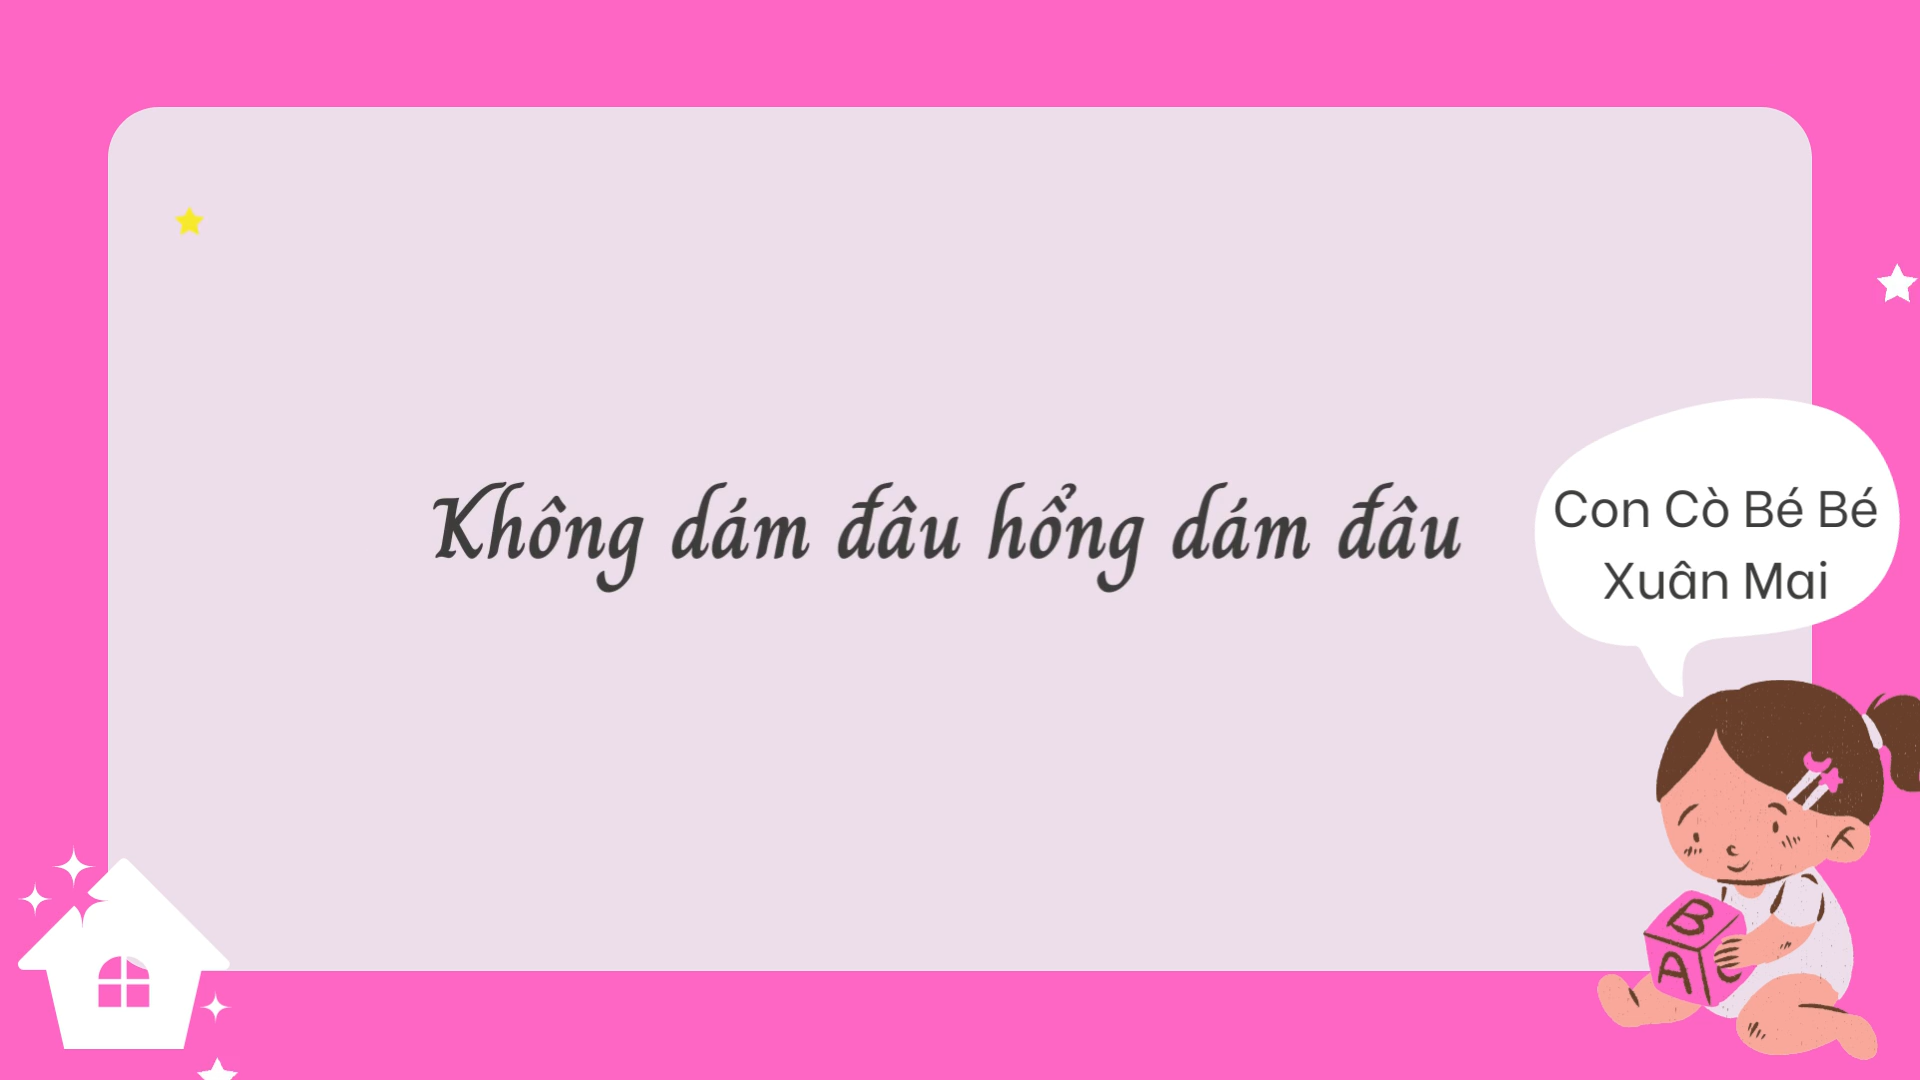 Không dám đâu hổng dám đâu
Con Cò Bé Bé
Xuân Mai
B
A C